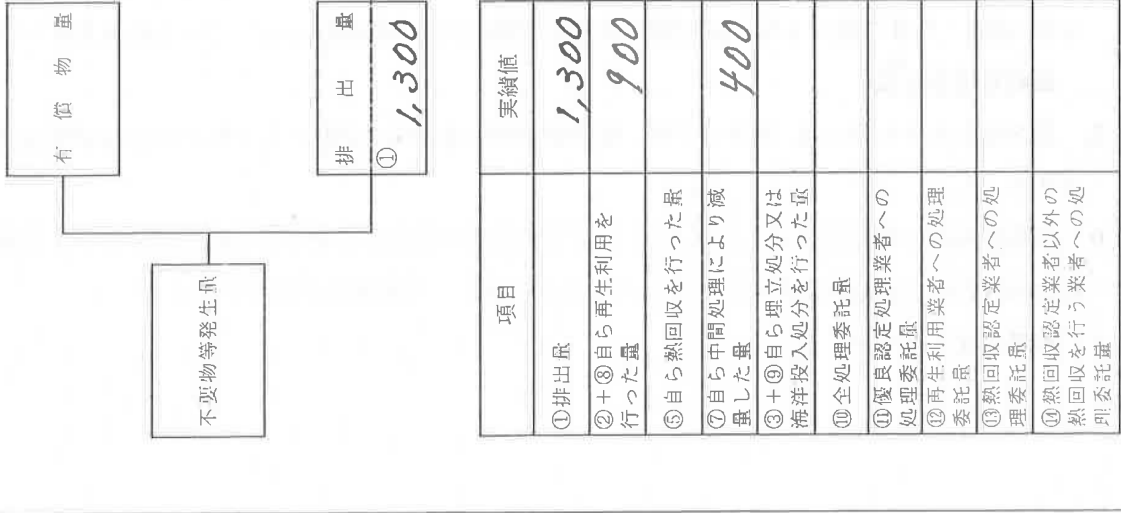 有償物量
不要物等発生量
排出量
① 1,300
項目 実績値
①排出量 1,300
②+⑧自ら再生利用を
行った量 900
⑤自ら熱回収を行った量
⑦自ら中間処理により減
量した量 400
③+⑨自ら埋立処分又は
海洋投入処分を行った量
⑩全処理委託量
⑪優良認定処理業者への
処理委託量
⑫再生利用業者への処理
委託量
⑬熱回収認定業者への処
理委託量
⑭熱回収認定業者以外の
熱回収を行う業者への処
理委託量